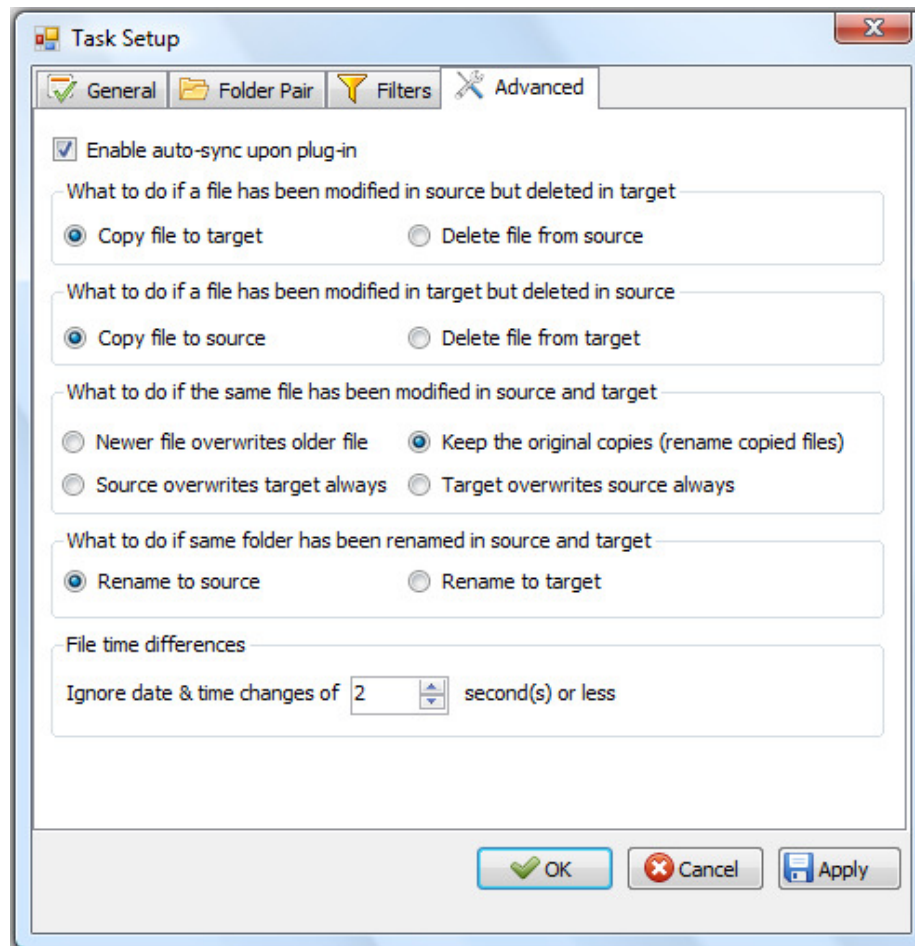 Task Setup
General Folder Pair Filters Advanced
Enable auto-sync upon plug-in
What to do if a file has been modified in source but deleted in target
Copy file to target Delete file from source
What to do if a file has been modified in target but deleted in source
Copy file to source Delete file from target
What to do if the same file has been modified in source and target
Newer file overwrites older file Keep the original copies (rename copied files)
Source overwrites target always Target overwrites source always
What to do if same folder has been renamed in source and target
Rename to source Rename to target
File time differences
Ignore date & time changes of 2 second(s) or less
OK Cancel Apply